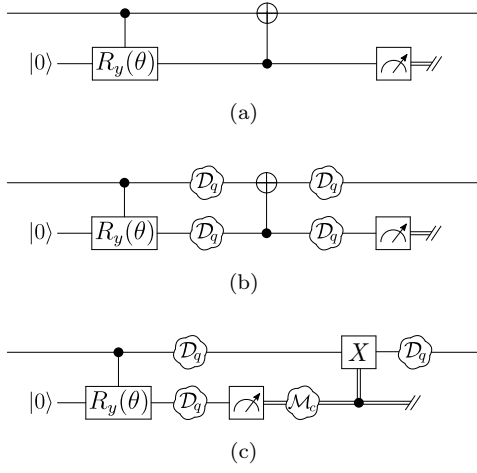 |0⟩ R_y(θ)
(a)
𝒟_q 𝒟_q
|0⟩ R_y(θ) 𝒟_q 𝒟_q
(b)
𝒟_q X 𝒟_q
|0⟩ R_y(θ) 𝒟_q ℳ_c
(c)